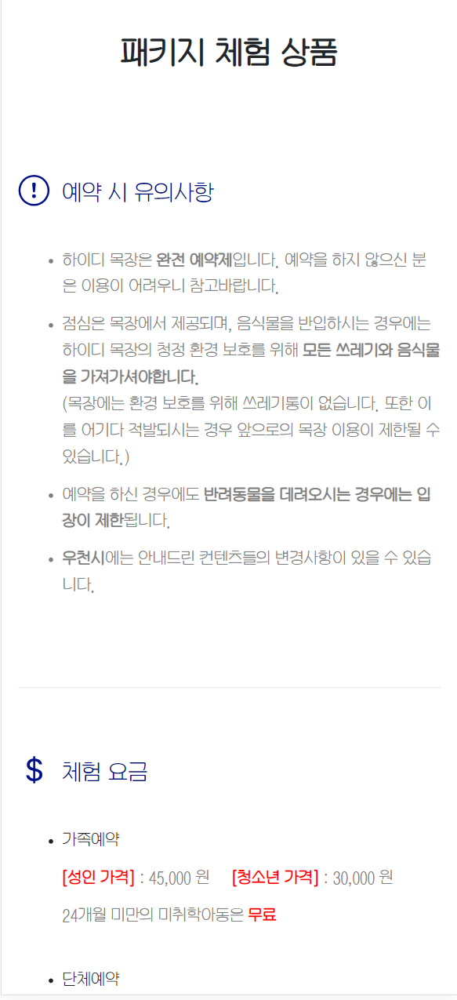 패키지 체험 상품
예약 시 유의사항
• 하이디 목장은 완전 예약제입니다. 예약을 하지 않으신 분
은 이용이 어려우니 참고바랍니다.
• 점심은 목장에서 제공되며, 음식물을 반입하시는 경우에는
하이디 목장의 청정 환경 보호를 위해 모든 쓰레기와 음식물
을 가져가셔야합니다.
(목장에는 환경 보호를 위해 쓰레기통이 없습니다. 또한 이
를 어기다 적발되시는 경우 앞으로의 목장 이용이 제한될 수
있습니다.)
• 예약을 하신 경우에도 반려동물을 데려오시는 경우에는 입
장이 제한됩니다.
• 우천시에는 안내드린 컨텐츠들의 변경사항이 있을 수 있습
니다.
$ 체험 요금
• 가족예약
[성인 가격] : 45,000 원 [청소년 가격] : 30,000 원
24개월 미만의 미취학아동은 무료
• 단체예약